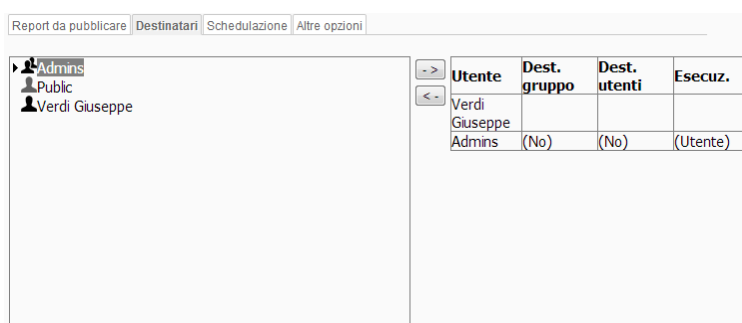 Report da pubblicare Destinatari Schedulazione Altre opzioni
Admins
Public
Verdi Giuseppe
- >
< -
Utente Dest. gruppo Dest. utenti Esecuz.
Verdi Giuseppe
Admins (No) (No) (Utente)